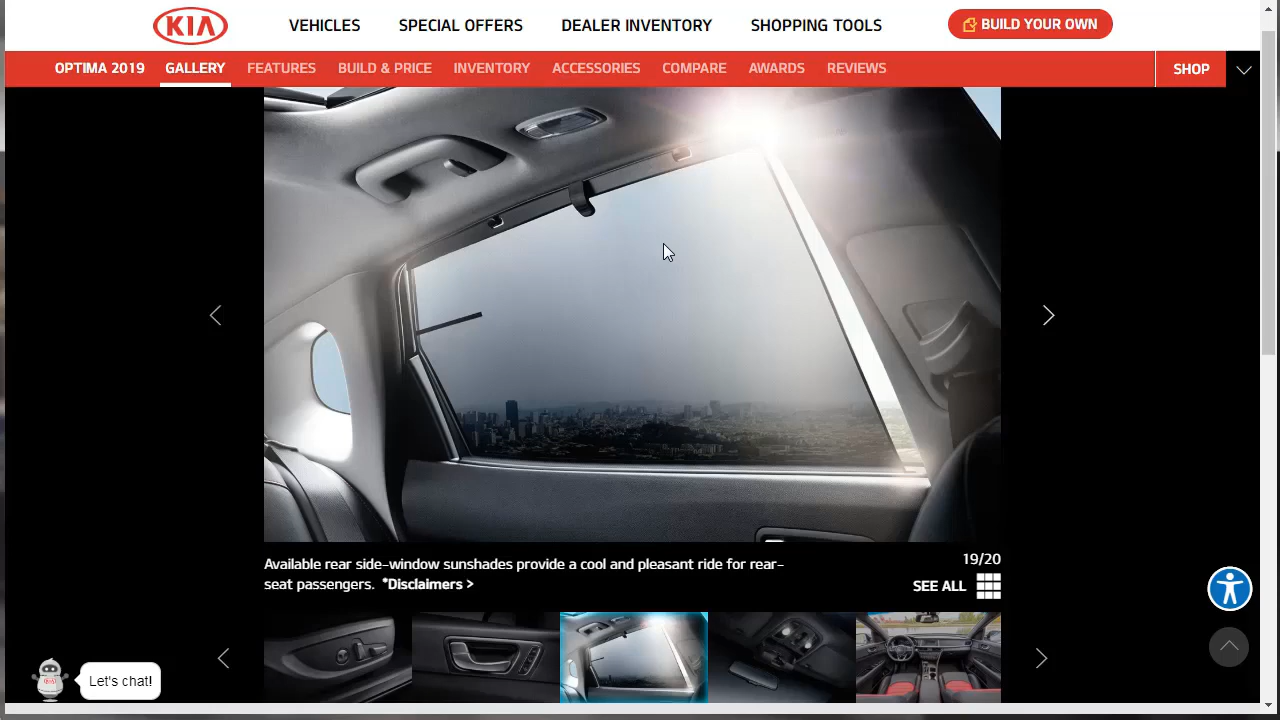 KIA
VEHICLES
SPECIAL OFFERS
DEALER INVENTORY
SHOPPING TOOLS
BUILD YOUR OWN
OPTIMA 2019
GALLERY
FEATURES
BUILD & PRICE
INVENTORY
ACCESSORIES
COMPARE
AWARDS
REVIEWS
SHOP
Available rear side-window sunshades provide a cool and pleasant ride for rear-
seat passengers. *Disclaimers >
19/20
SEE ALL
Let's chat!